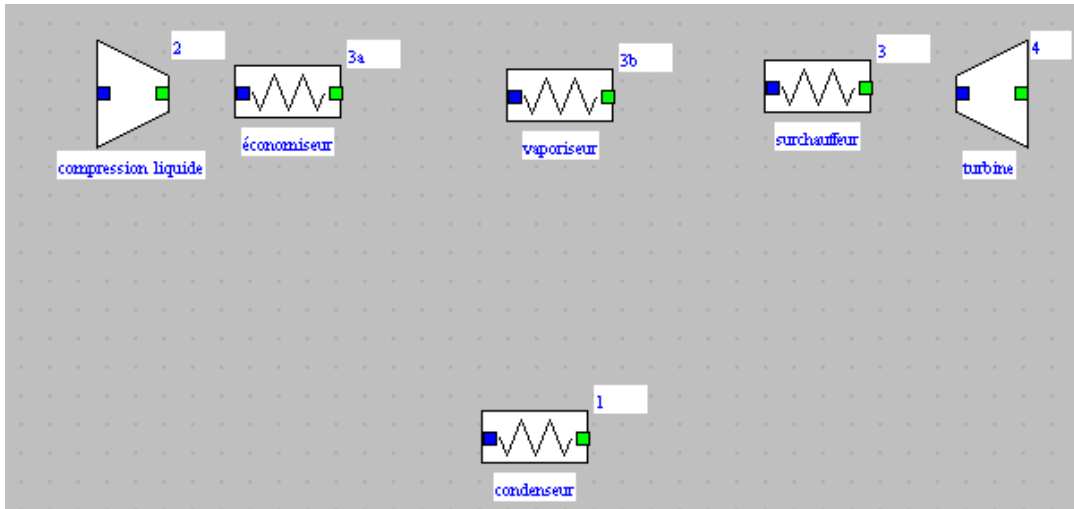 2
3a
3b
3
4
économiseur
vaporiseur
surchauffeur
compression liquide
turbine
1
condenseur